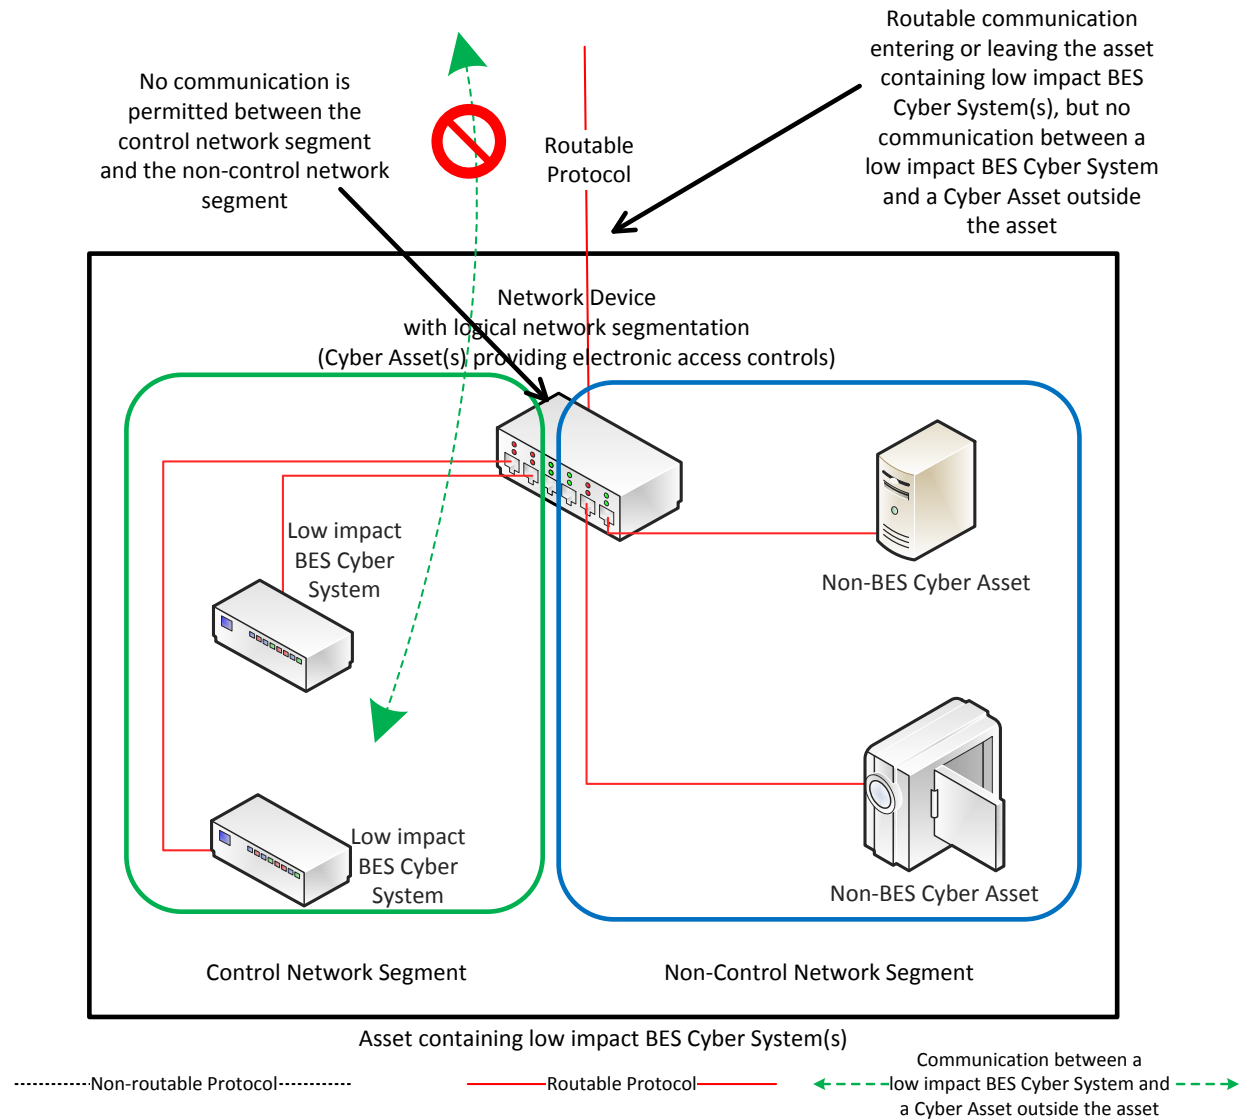 No communication is
permitted between the
control network segment
and the non-control network
segment
Routable
Protocol
Routable communication
entering or leaving the asset
containing low impact BES
Cyber System(s), but no
communication between a
low impact BES Cyber System
and a Cyber Asset outside
the asset
Network Device
with logical network segmentation
(Cyber Asset(s) providing electronic access controls)
Low impact
BES Cyber
System
Non-BES Cyber Asset
Low impact
BES Cyber
System
Non-BES Cyber Asset
Control Network Segment
Non-Control Network Segment
Asset containing low impact BES Cyber System(s)
Non-routable Protocol
Routable Protocol
Communication between a
low impact BES Cyber System and
a Cyber Asset outside the asset